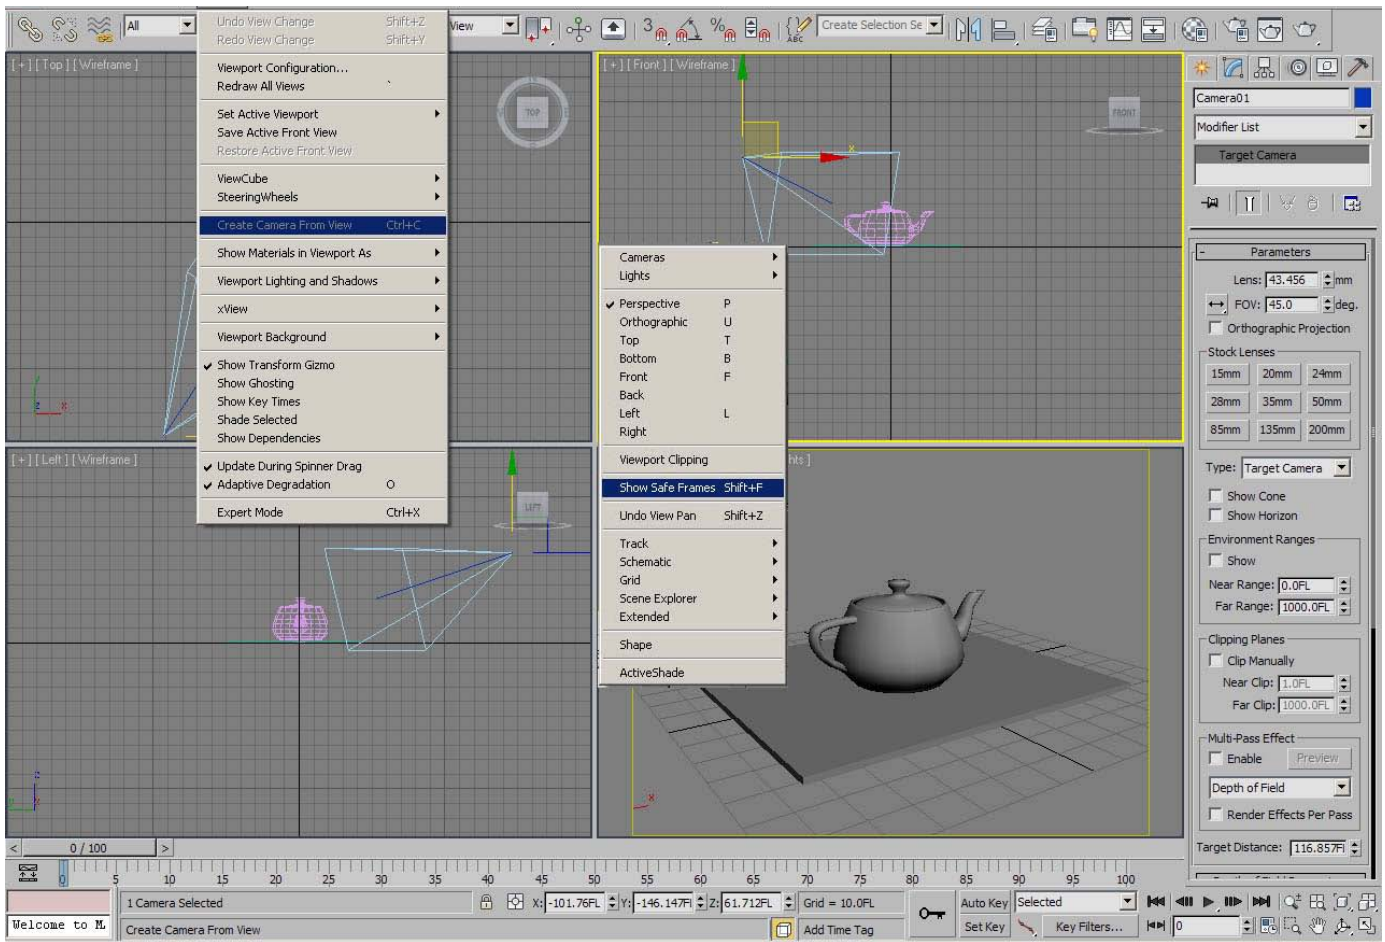 All
View
3
%
ABC
Create Selection Se
[ + ] [ Top ] [ Wireframe ]
TOP
Undo View Change Shift+Z
Redo View Change Shift+Y
Viewport Configuration...
Redraw All Views `
Set Active Viewport
Save Active Front View
Restore Active Front View
ViewCube
SteeringWheels
Create Camera From View Ctrl+C
Show Materials in Viewport As
Viewport Lighting and Shadows
xView
Viewport Background
Show Transform Gizmo
Show Ghosting
Show Key Times
Shade Selected
Show Dependencies
Update During Spinner Drag
Adaptive Degradation O
Expert Mode Ctrl+X
[ + ] [ Front ] [ Wireframe ]
FRONT
x
y
z x
[ + ] [ Left ] [ Wireframe ]
LEFT
z
y x
Cameras
Lights
Perspective P
Orthographic U
Top T
Bottom B
Front F
Back
Left L
Right
Viewport Clipping
Show Safe Frames Shift+F
Undo View Pan Shift+Z
Track
Schematic
Grid
Scene Explorer
Extended
Shape
ActiveShade
hts ]
x
Camera01
Modifier List
Target Camera
- Parameters
Lens: 43.456 mm
FOV: 45.0 deg.
Orthographic Projection
Stock Lenses
15mm 20mm 24mm
28mm 35mm 50mm
85mm 135mm 200mm
Type: Target Camera
Show Cone
Show Horizon
Environment Ranges
Show
Near Range: 0.0FL
Far Range: 1000.0FL
Clipping Planes
Clip Manually
Near Clip: 1.0FL
Far Clip: 1000.0FL
Multi-Pass Effect
Enable Preview
Depth of Field
Render Effects Per Pass
Target Distance: 116.857Fl
< 0 / 100 >
0 5 10 15 20 25 30 35 40 45 50 55 60 65 70 75 80 85 90 95 100
1 Camera Selected
X: -101.76FL Y: -146.147Fl Z: 61.712FL
Grid = 10.0FL
Auto Key Selected
Welcome to M
Create Camera From View
Add Time Tag
Set Key Key Filters...
0